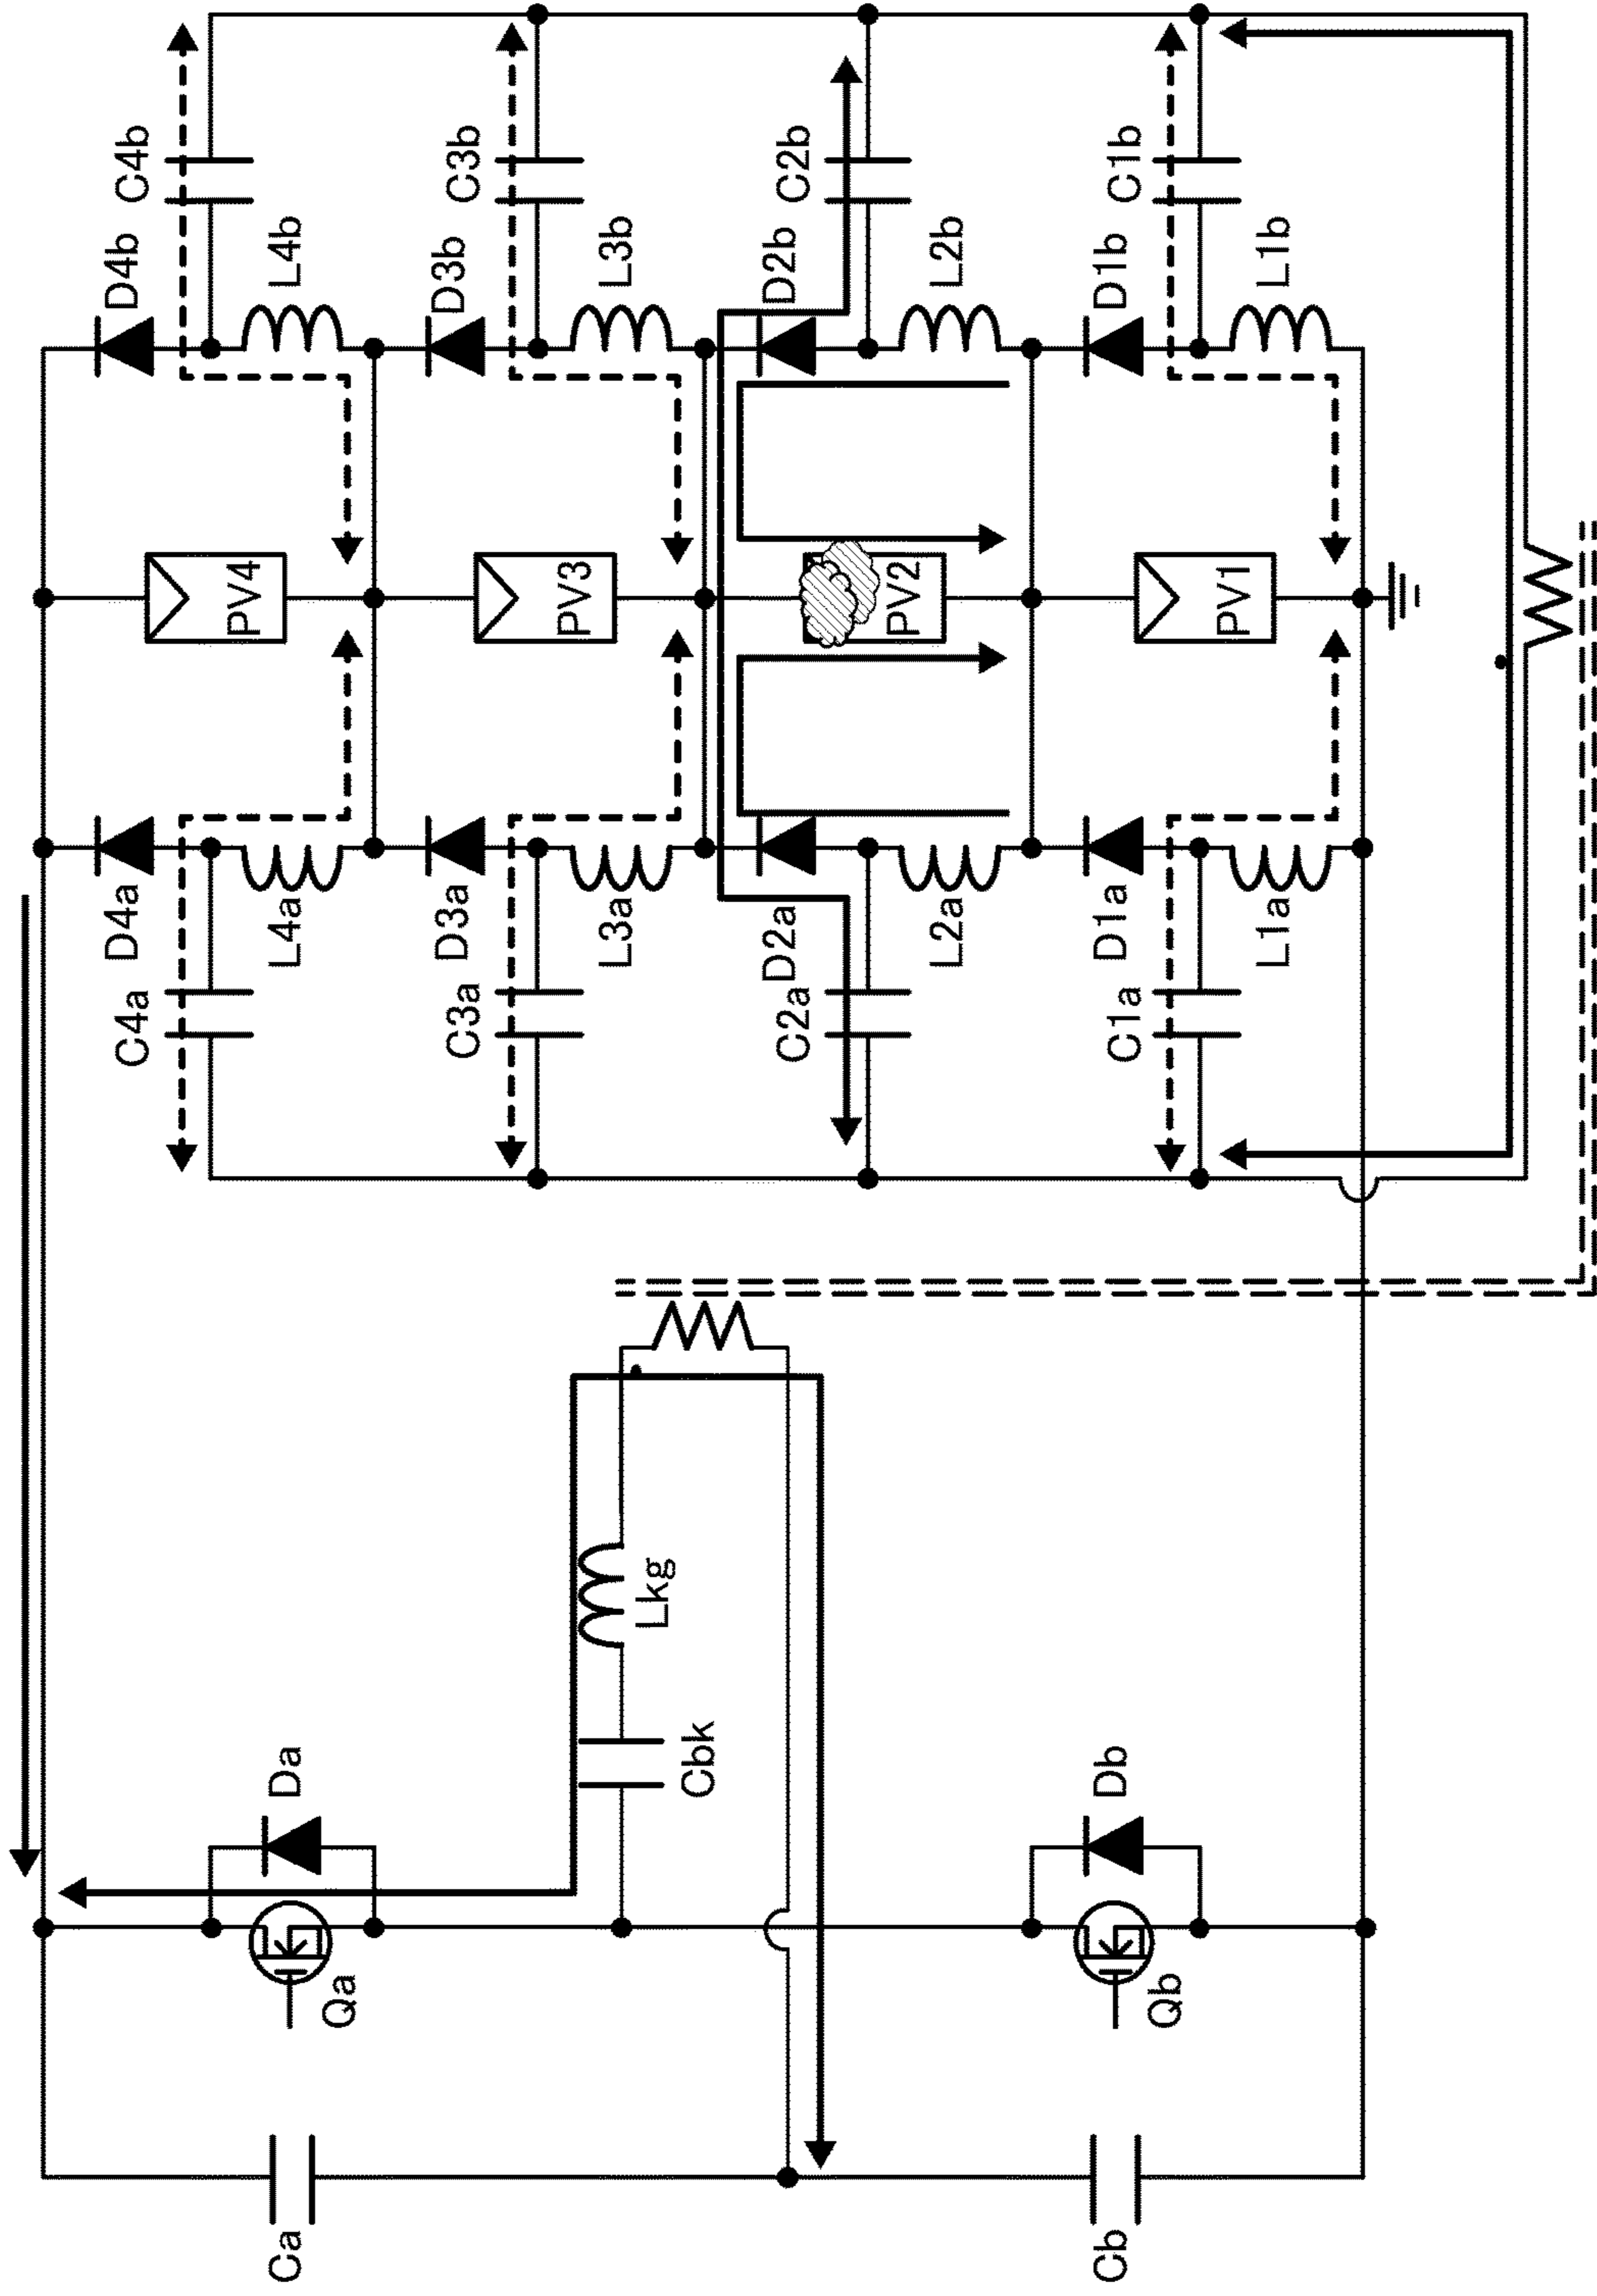 Ca
Cb
Qa
Qb
Da
Db
Cbk
Lkg
C4a
C3a
C2a
C1a
D4a
L4a
D3a
L3a
D2a
L2a
D1a
L1a
PV4
PV3
PV2
PV1
D4b
L4b
D3b
L3b
D2b
L2b
D1b
L1b
C4b
C3b
C2b
C1b